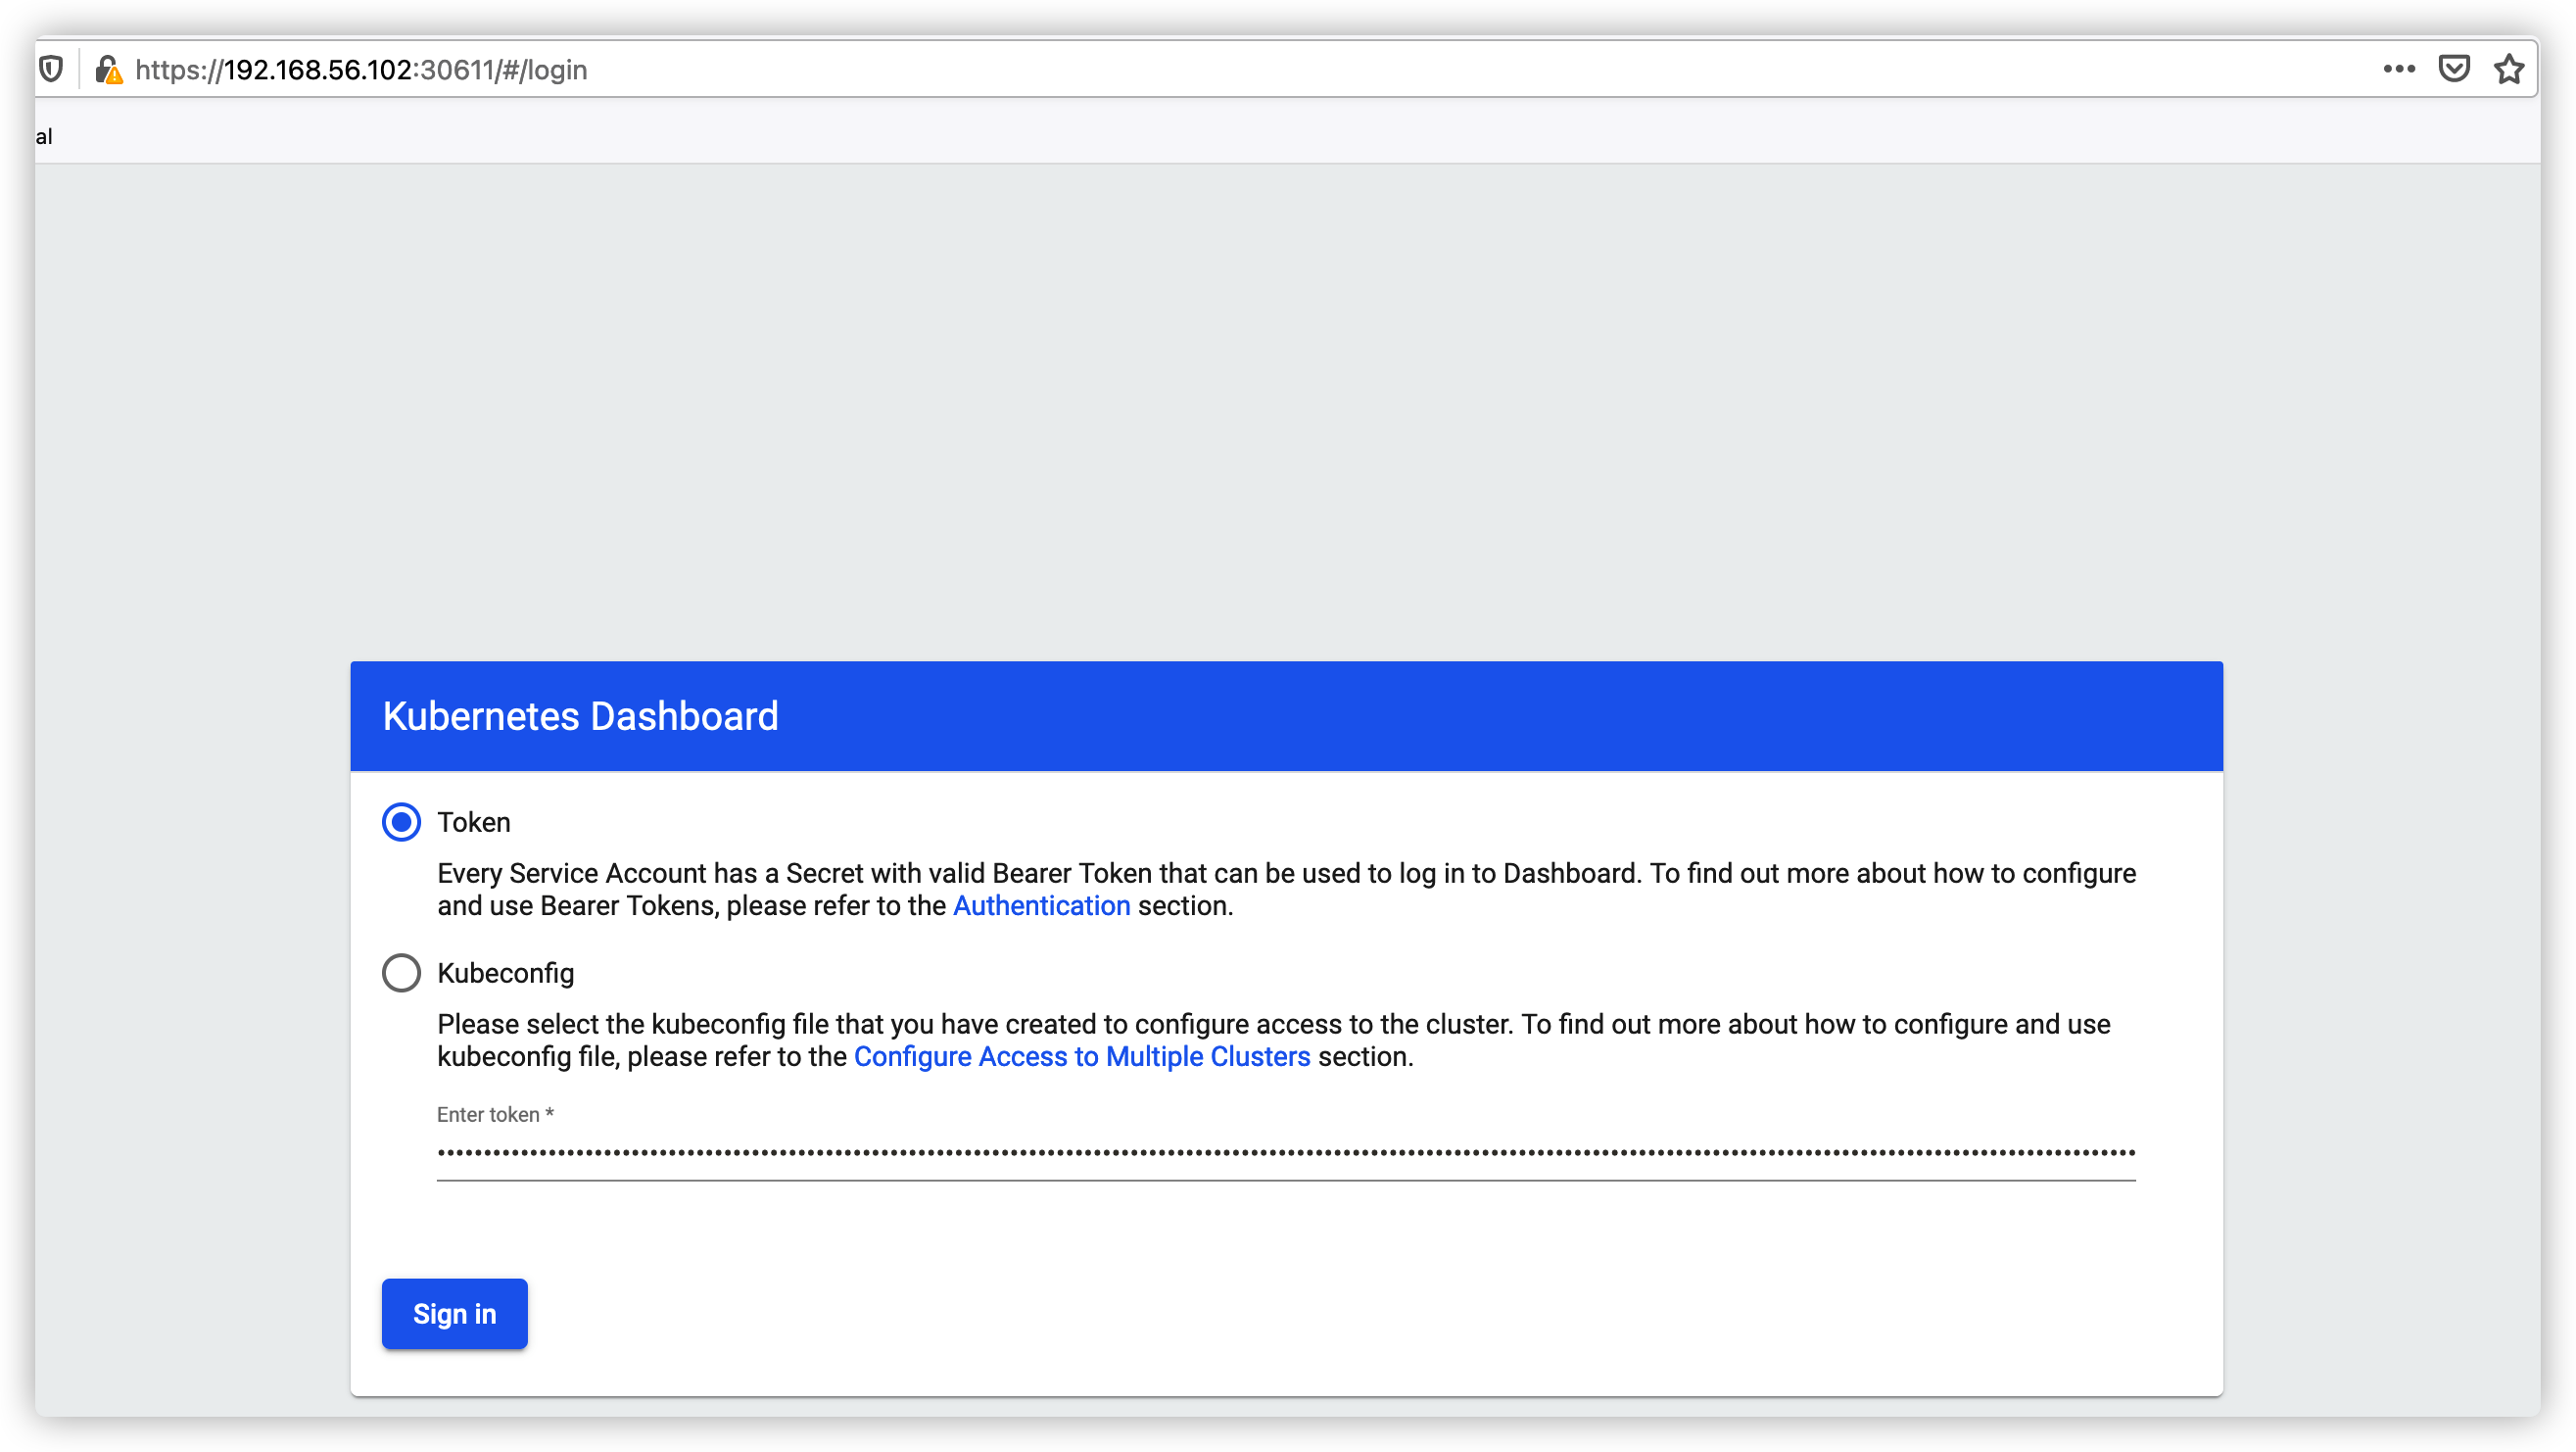 https://192.168.56.102:30611/#/login
al
Kubernetes Dashboard
Token
Every Service Account has a Secret with valid Bearer Token that can be used to log in to Dashboard. To find out more about how to configure
and use Bearer Tokens, please refer to the Authentication section.
Kubeconfig
Please select the kubeconfig file that you have created to configure access to the cluster. To find out more about how to configure and use
kubeconfig file, please refer to the Configure Access to Multiple Clusters section.
Enter token *
Sign in